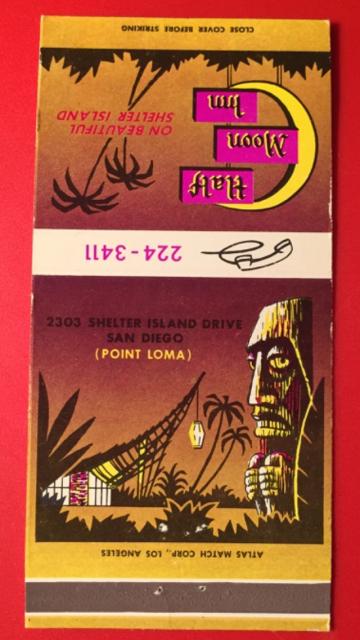 CLOSE COVER BEFORE STRIKING
Half
Moon
Inn
ON BEAUTIFUL
SHELTER ISLAND
224-3411
2303 SHELTER ISLAND DRIVE
SAN DIEGO
(POINT LOMA)
ATLAS MATCH CORP., LOS ANGELES